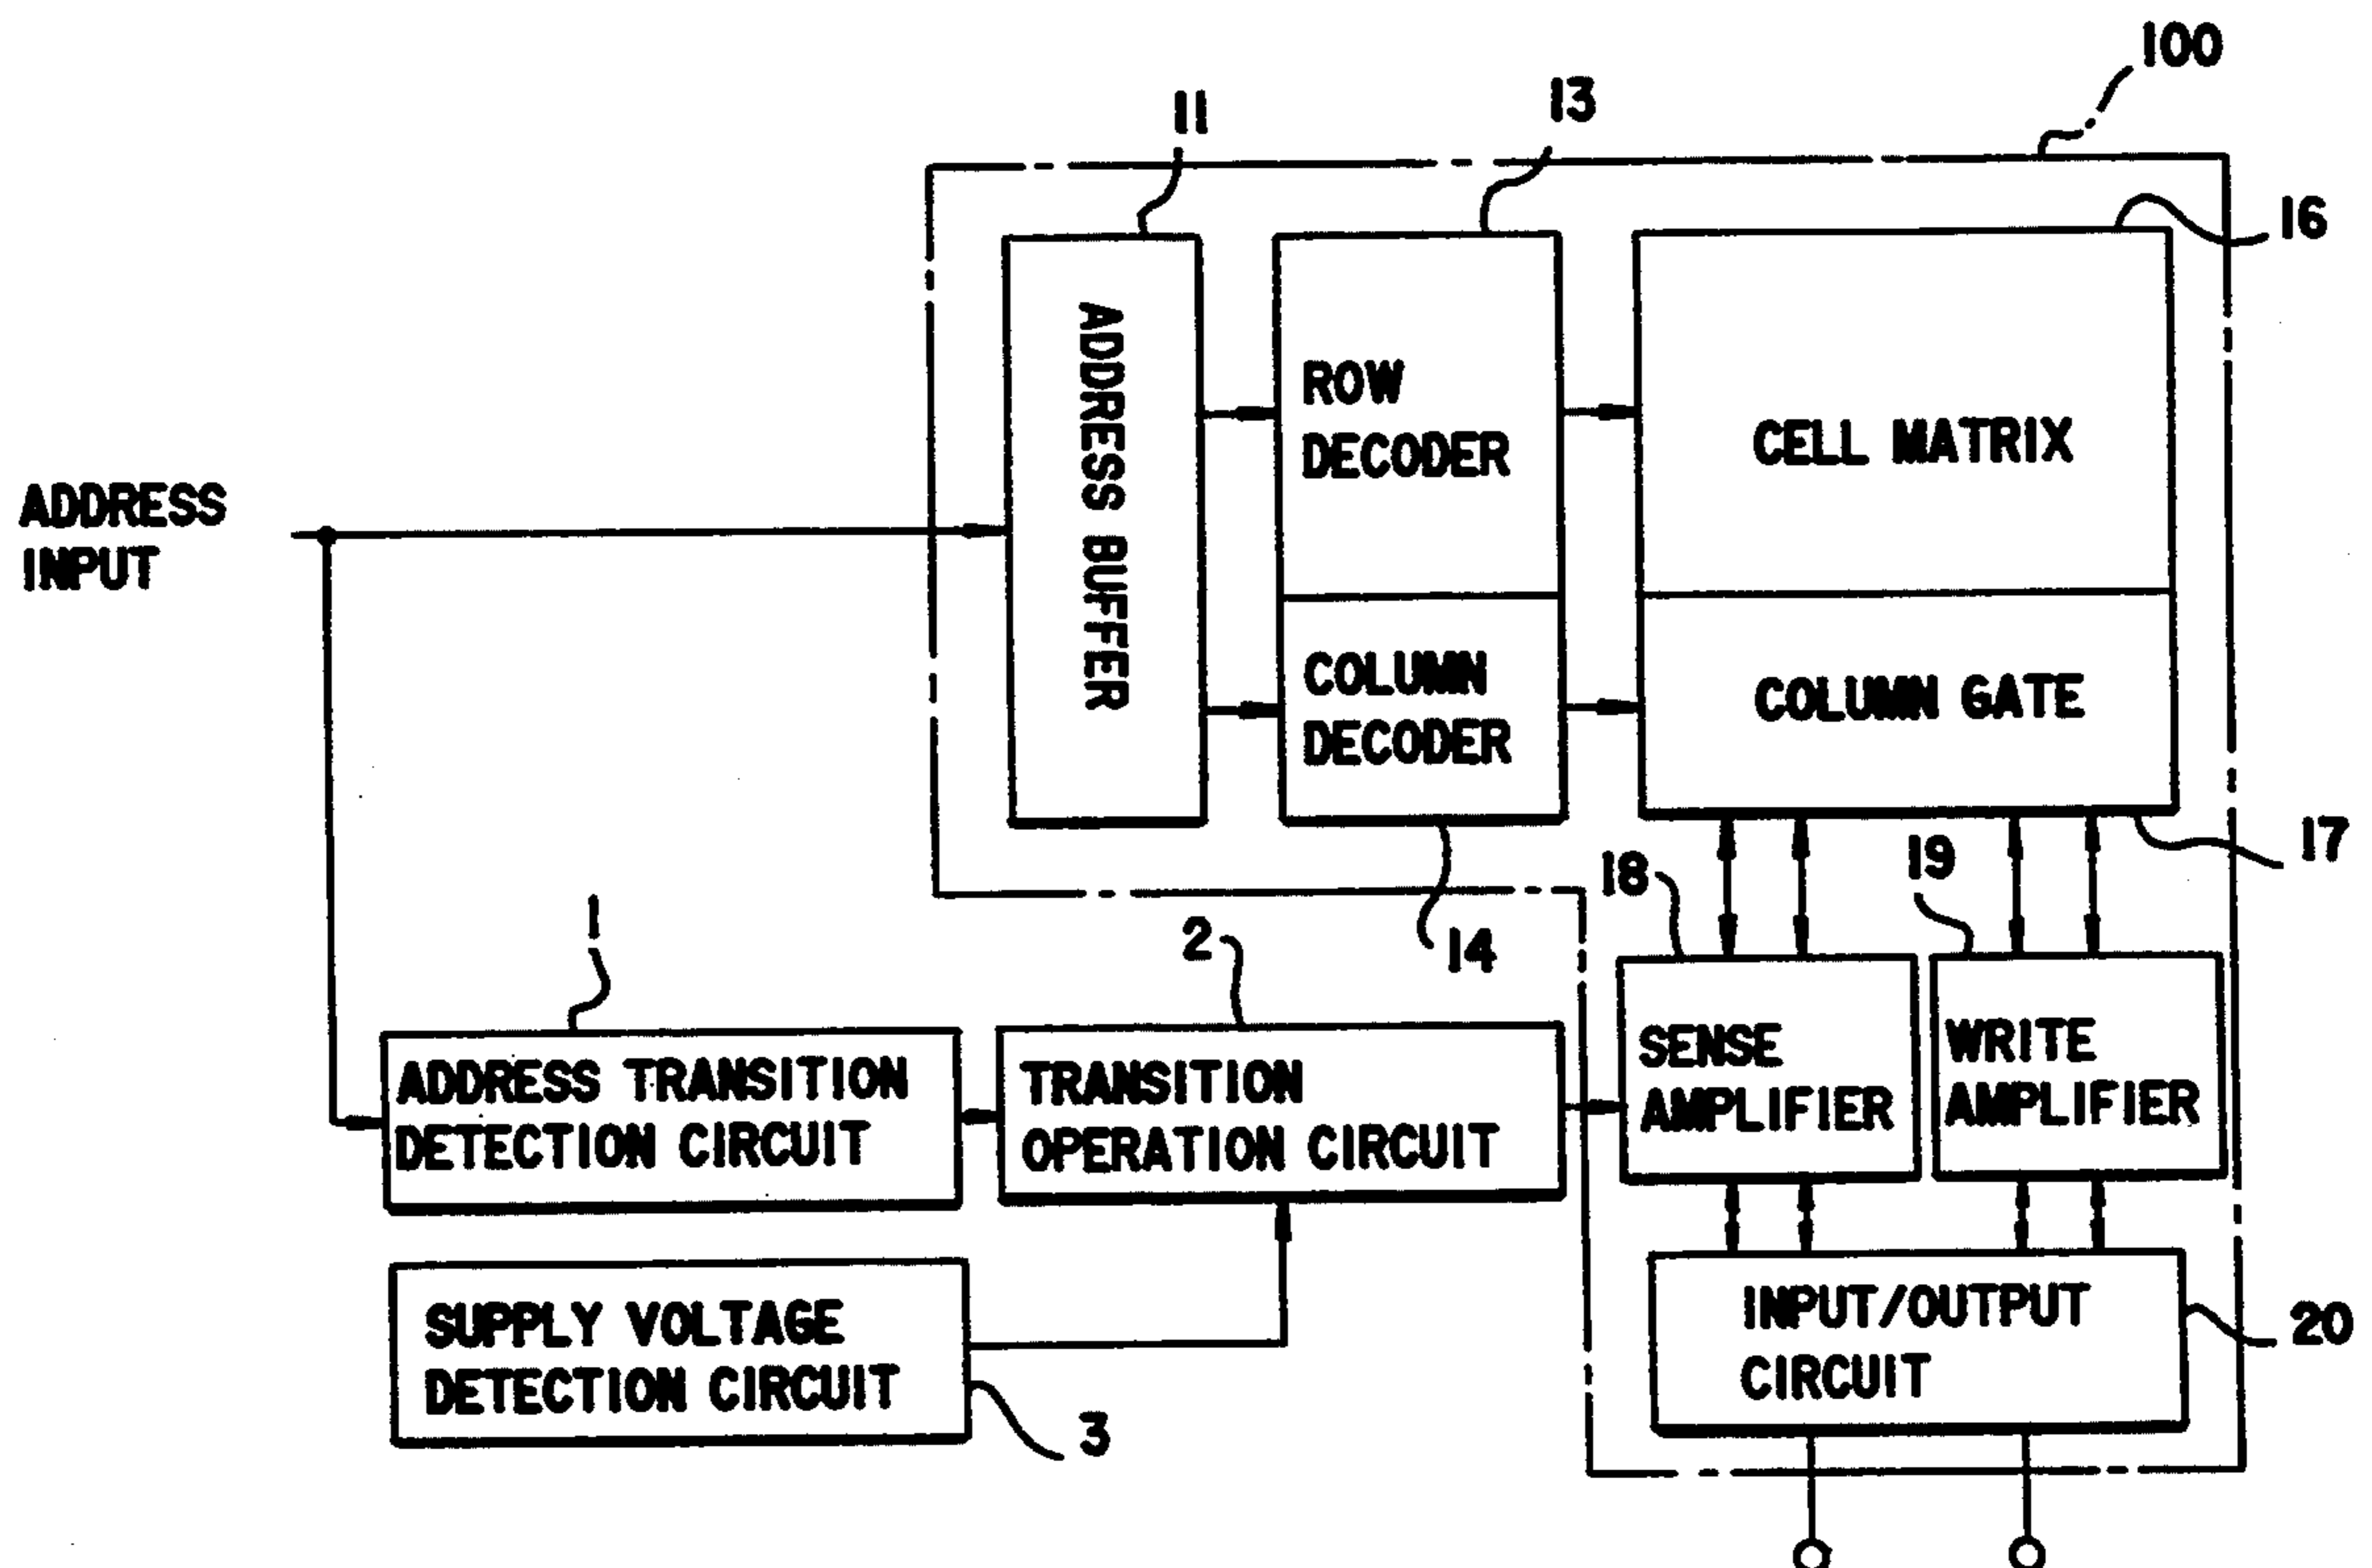 100
11
13
16
ADDRESS BUFFER
ROW
DECODER
CELL MATRIX
ADDRESS
INPUT
COLUMN
DECODER
COLUMN GATE
17
18
19
14
1
2
ADDRESS TRANSITION
DETECTION CIRCUIT
TRANSITION
OPERATION CIRCUIT
SENSE
AMPLIFIER
WRITE
AMPLIFIER
SUPPLY VOLTAGE
DETECTION CIRCUIT
3
INPUT/OUTPUT
CIRCUIT
20